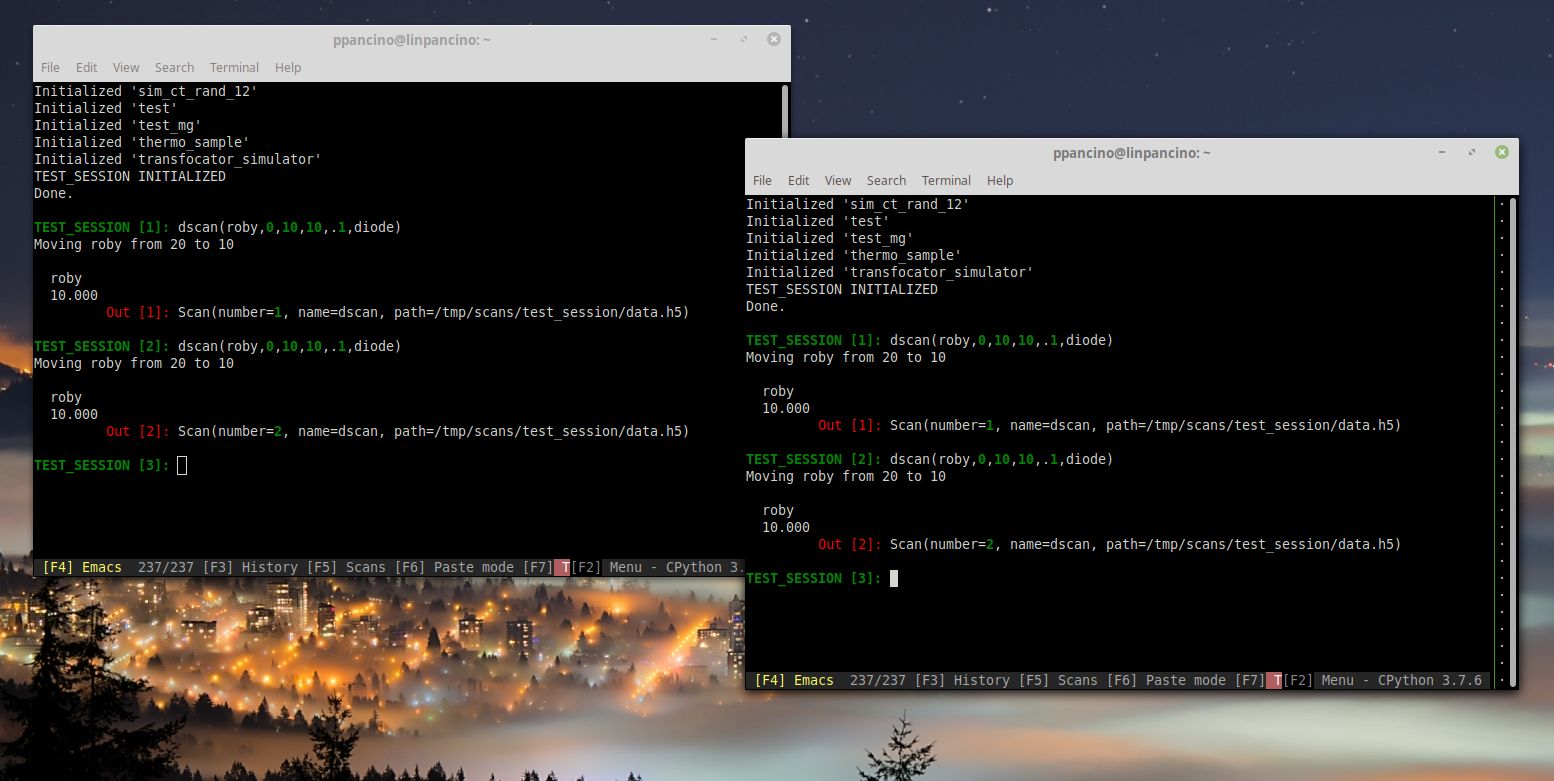 ppancino@linpancino: ~
File Edit View Search Terminal Help
Initialized 'sim_ct_rand_12'
Initialized 'test'
Initialized 'test_mg'
Initialized 'thermo_sample'
Initialized 'transfocator_simulator'
TEST_SESSION INITIALIZED
Done.
TEST_SESSION [1]: dscan(roby,0,10,10,.1,diode)
Moving roby from 20 to 10
roby
10.000
Out [1]: Scan(number=1, name=dscan, path=/tmp/scans/test_session/data.h5)
TEST_SESSION [2]: dscan(roby,0,10,10,.1,diode)
Moving roby from 20 to 10
roby
10.000
Out [2]: Scan(number=2, name=dscan, path=/tmp/scans/test_session/data.h5)
TEST_SESSION [3]:
[F4] Emacs 237/237 [F3] History [F5] Scans [F6] Paste mode [F7] T[F2] Menu - CPython 3.
ppancino@linpancino: ~
File Edit View Search Terminal Help
Initialized 'sim_ct_rand_12'
Initialized 'test'
Initialized 'test_mg'
Initialized 'thermo_sample'
Initialized 'transfocator_simulator'
TEST_SESSION INITIALIZED
Done.
TEST_SESSION [1]: dscan(roby,0,10,10,.1,diode)
Moving roby from 20 to 10
roby
10.000
Out [1]: Scan(number=1, name=dscan, path=/tmp/scans/test_session/data.h5)
TEST_SESSION [2]: dscan(roby,0,10,10,.1,diode)
Moving roby from 20 to 10
roby
10.000
Out [2]: Scan(number=2, name=dscan, path=/tmp/scans/test_session/data.h5)
TEST_SESSION [3]:
[F4] Emacs 237/237 [F3] History [F5] Scans [F6] Paste mode [F7] T[F2] Menu - CPython 3.7.6